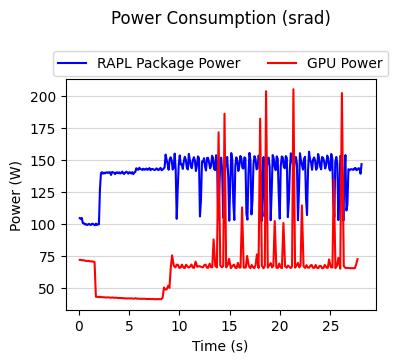 Power Consumption (srad)
RAPL Package Power GPU Power
200
175
150
125
100
75
50
Power (W)
0 5 10 15 20 25
Time (s)